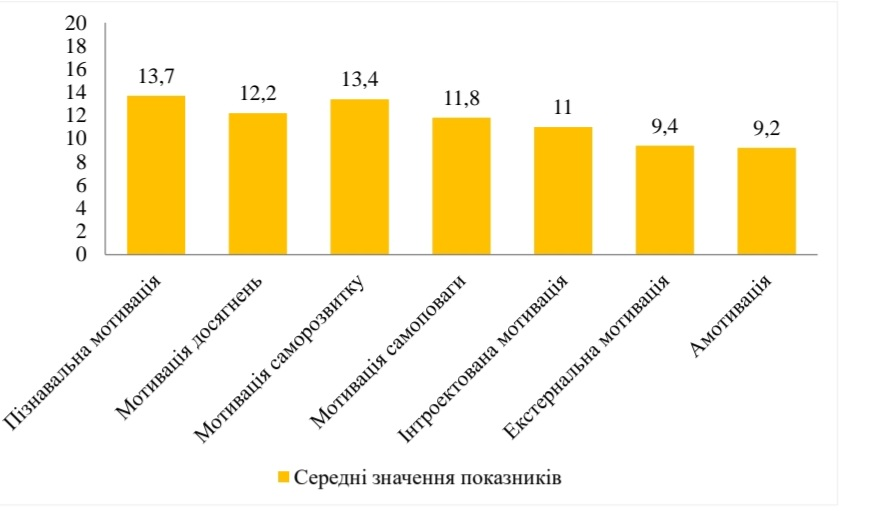 20
18
16
14
12
10
8
6
4
2
0
13,7
12,2
13,4
11,8
11
9,4
9,2
Пізнавальна мотивація
Мотивація досягнень
Мотивація саморозвитку
Мотивація самоповаги
Інтроектована мотивація
Екстернальна мотивація
Амотивація
Середні значення показників